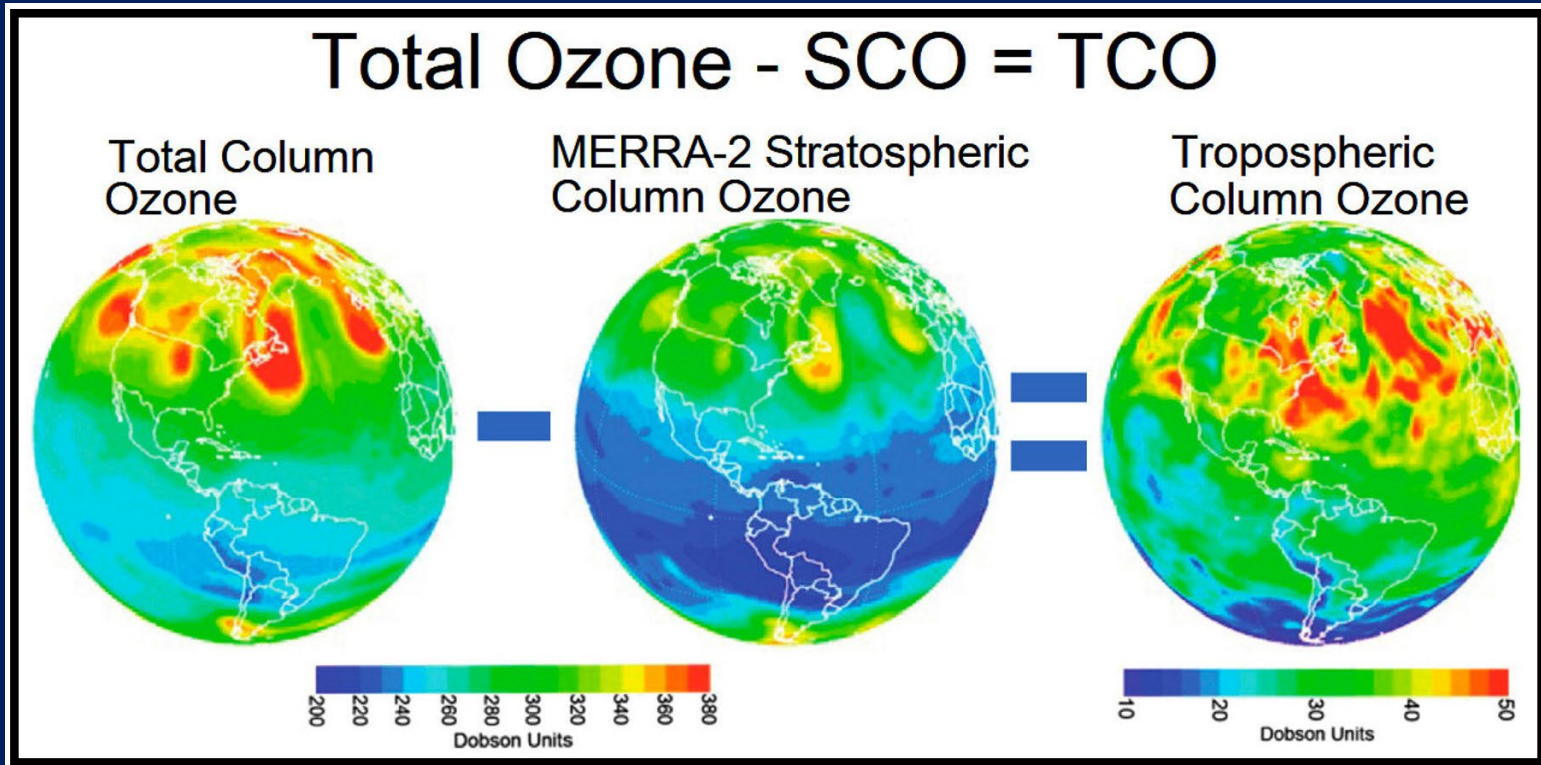 Total Ozone - SCO = TCO
Total Column
Ozone
MERRA-2 Stratospheric
Column Ozone
Tropospheric
Column Ozone
200 220 240 260 280 300 320 340 360 380
Dobson Units
10 20 30 40 50
Dobson Units